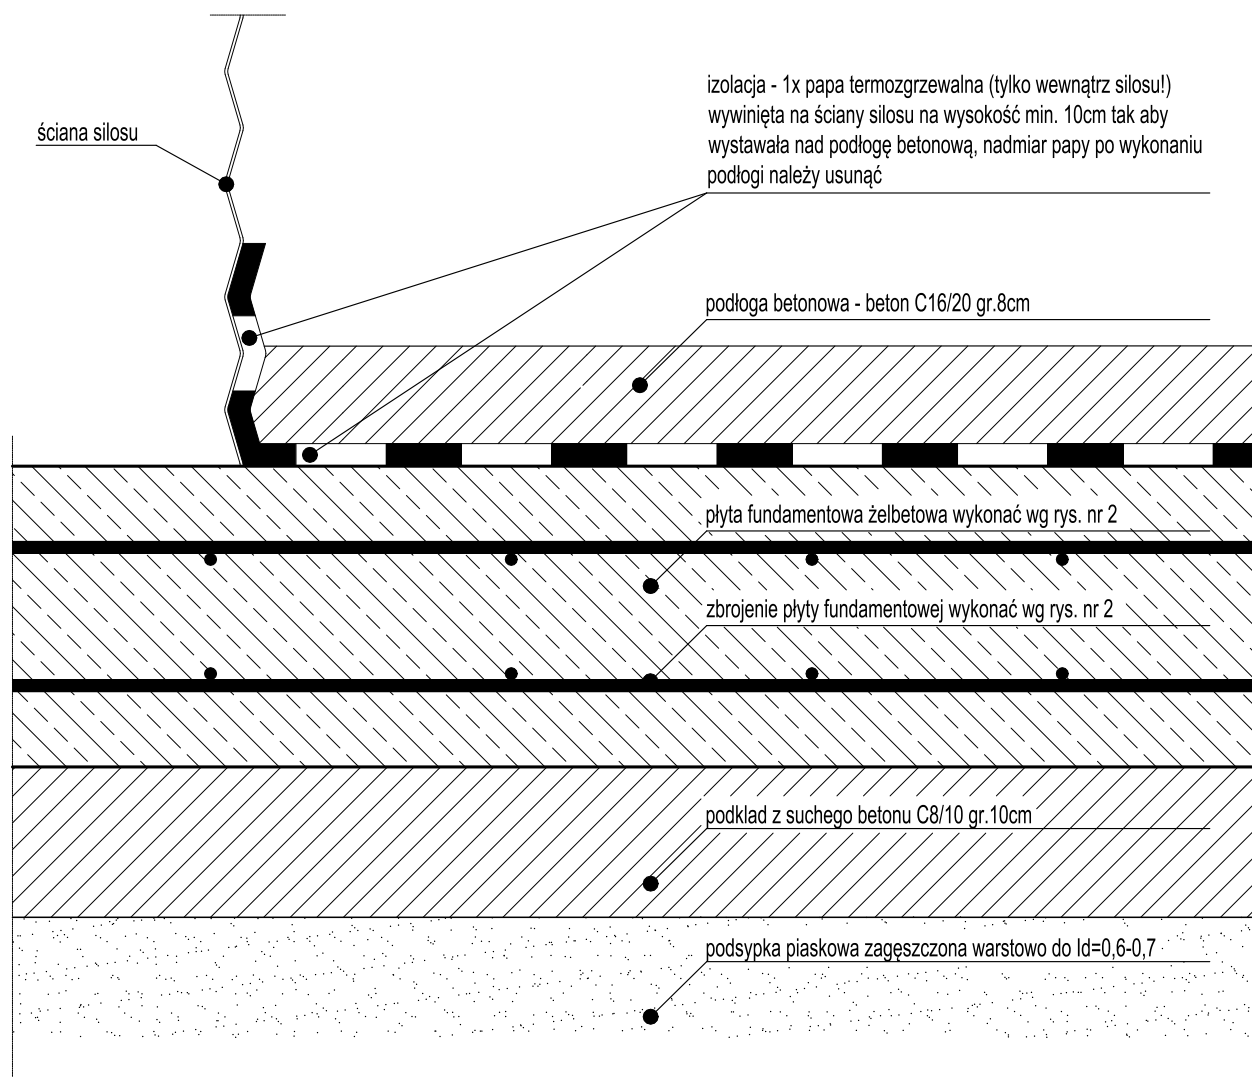 izolacja - 1x papa termozgrzewalna (tylko wewnątrz silosu!)
wywinięta na ściany silosu na wysokość min. 10cm tak aby
wystawała nad podłogę betonową, nadmiar papy po wykonaniu
podłogi należy usunąć
ściana silosu
podłoga betonowa - beton C16/20 gr.8cm
płyta fundamentowa żelbetowa wykonać wg rys. nr 2
zbrojenie płyty fundamentowej wykonać wg rys. nr 2
podklad z suchego betonu C8/10 gr.10cm
podsypka piaskowa zagęszczona warstowo do Id=0,6-0,7